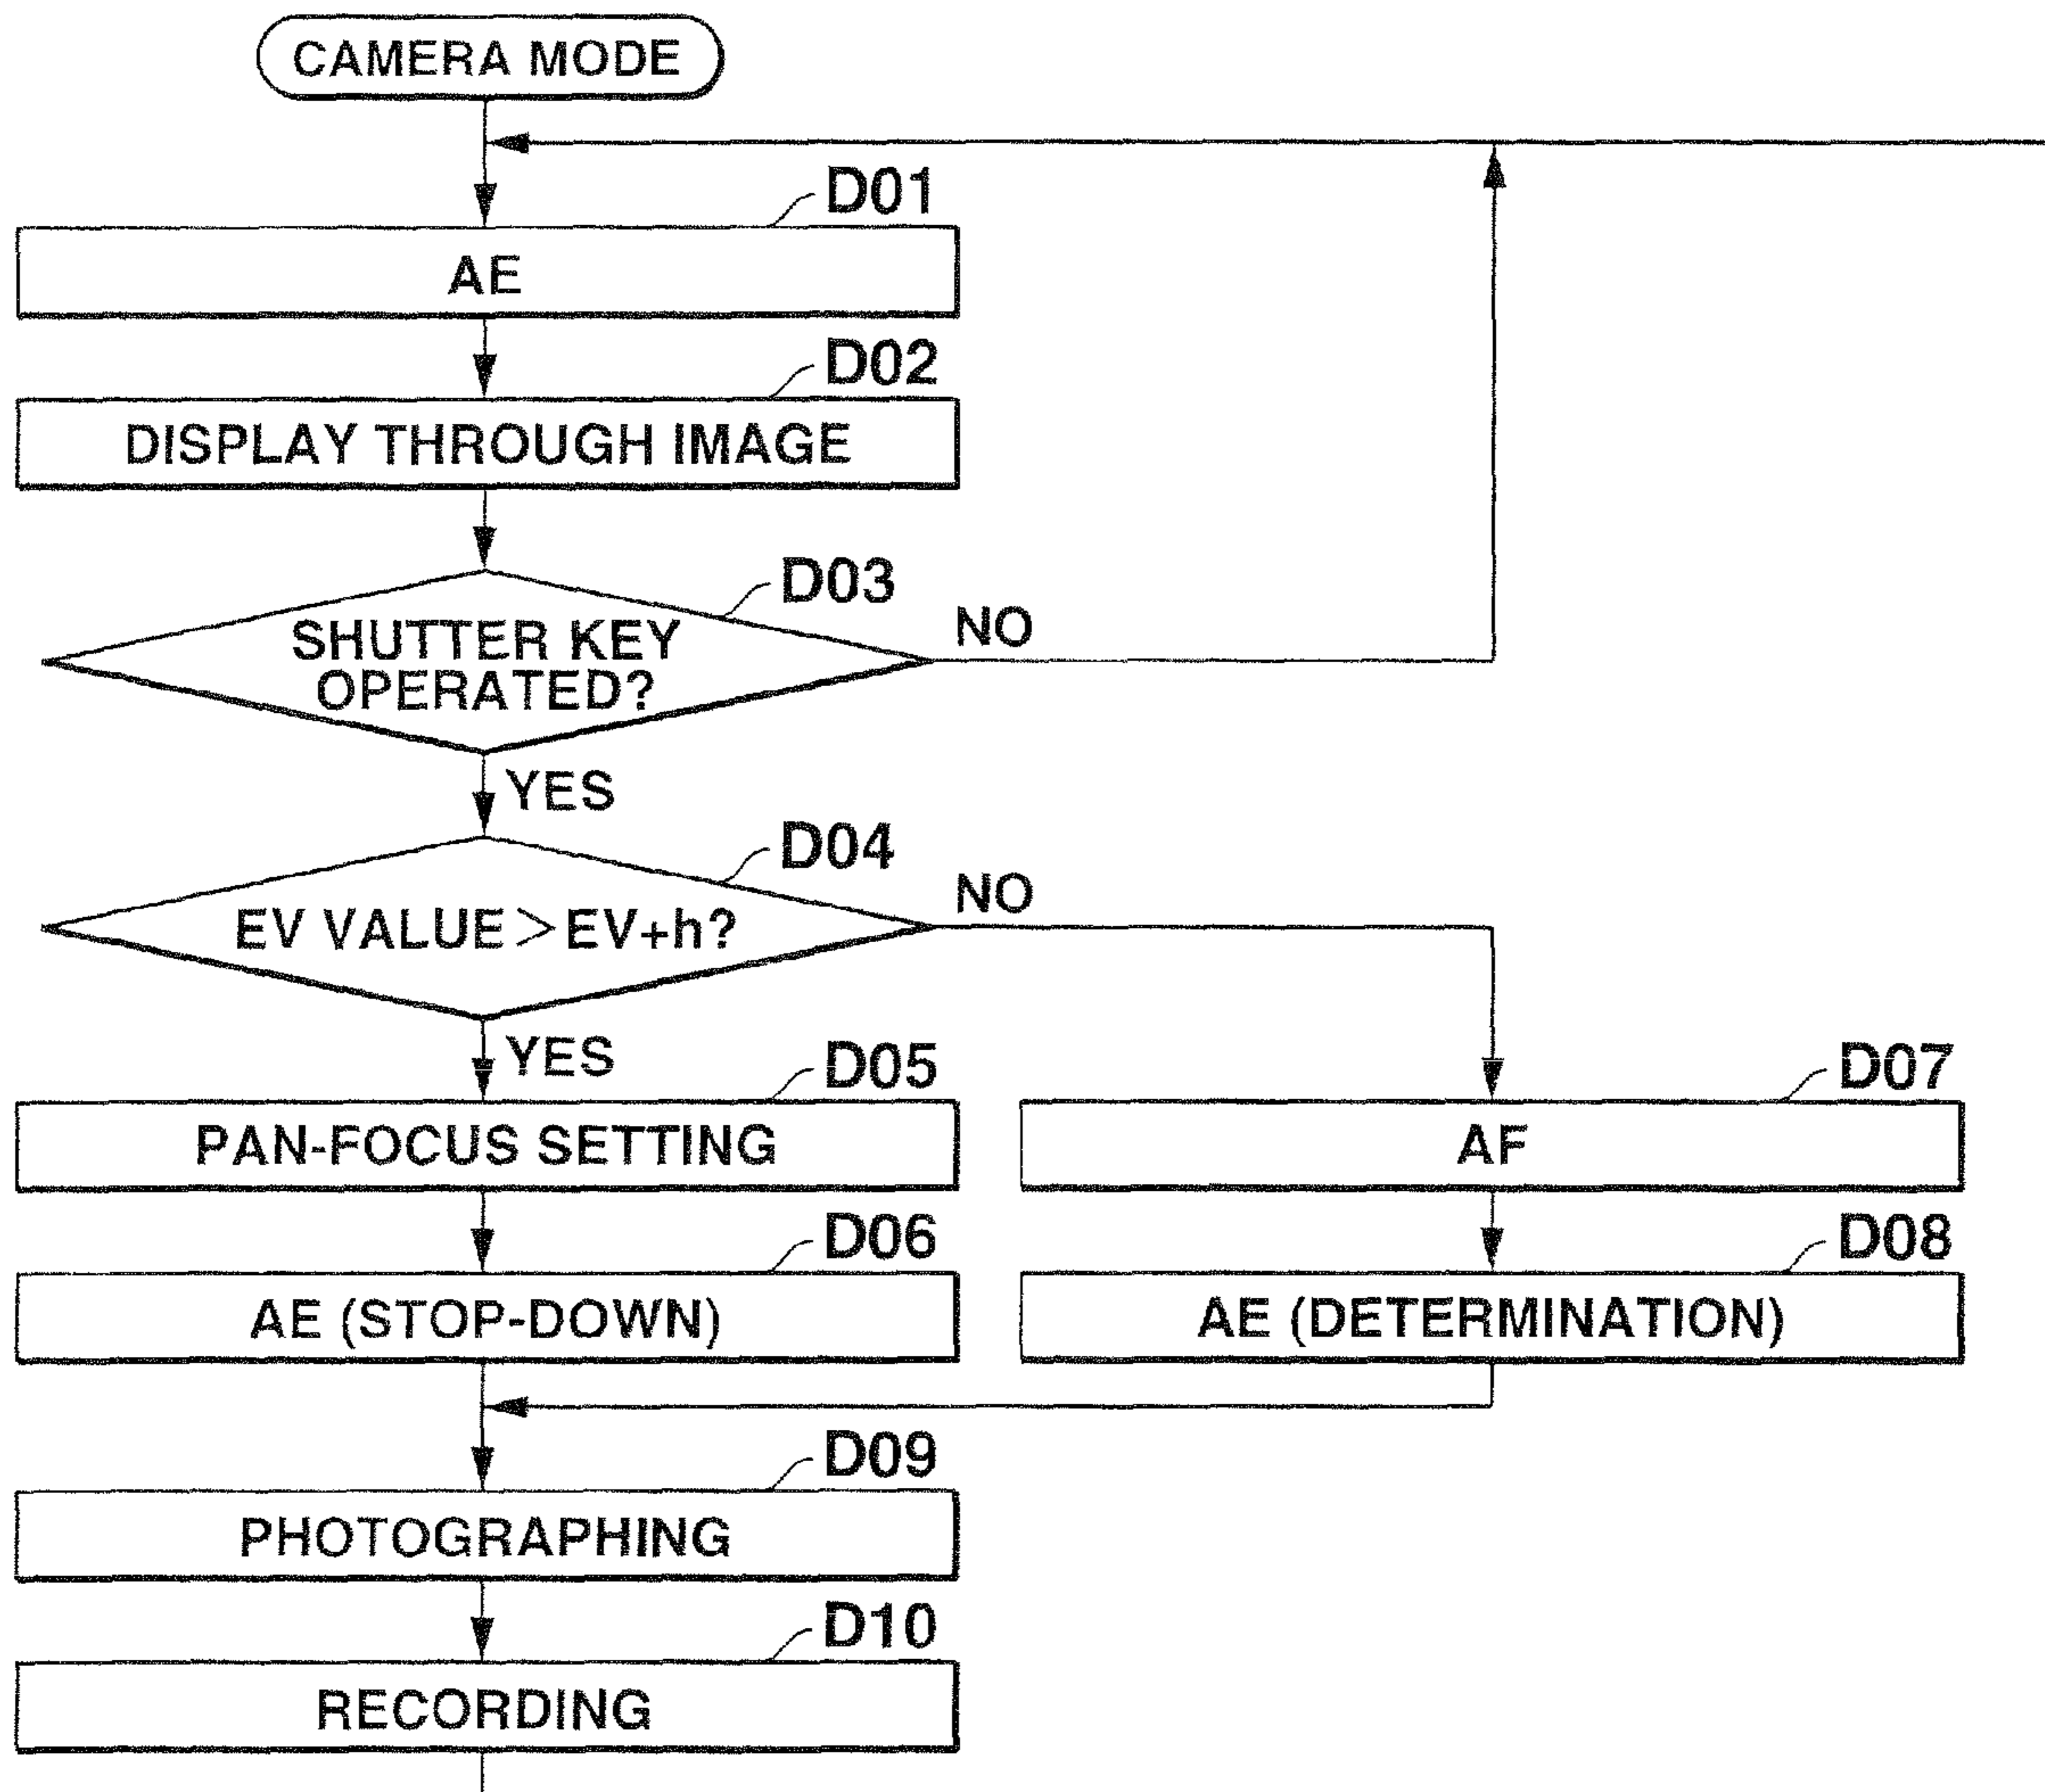 CAMERA MODE
D01
AE
D02
DISPLAY THROUGH IMAGE
D03
SHUTTER KEY
OPERATED?
NO
YES
D04
EV VALUE>EV+h?
NO
YES
D05
PAN-FOCUS SETTING
D07
AF
D06
AE (STOP-DOWN)
D08
AE (DETERMINATION)
D09
PHOTOGRAPHING
D10
RECORDING